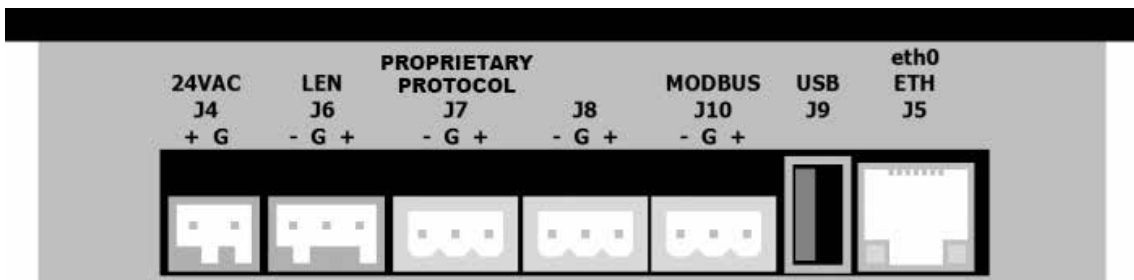 eth0
PROPRIETARY
24VAC LEN PROTOCOL MODBUS USB ETH
J4 J6 J7 J8 J10 J9 J5
+ G - G + - G + - G + - G +